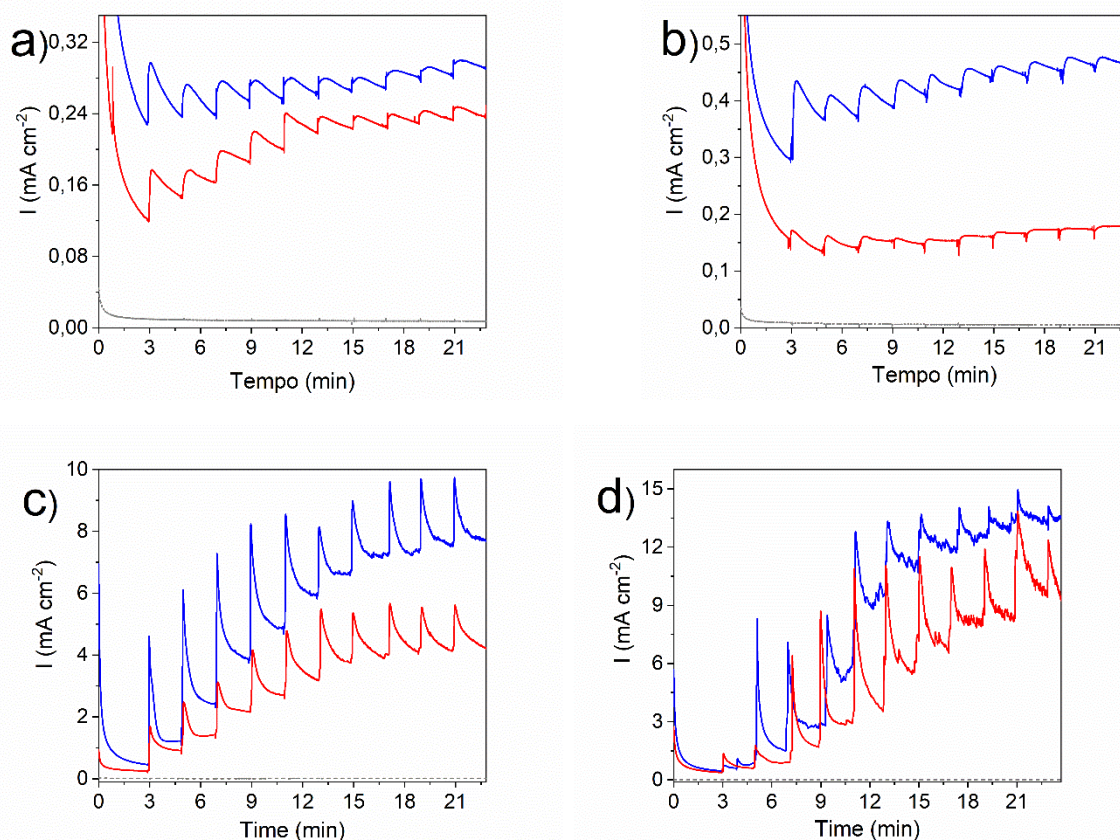 a)
I (mA cm-2)
0,32
0,24
0,16
0,08
0,00
0 3 6 9 12 15 18 21
Tempo (min)
b)
I (mA cm-2)
0,5
0,4
0,3
0,2
0,1
0,0
0 3 6 9 12 15 18 21
Tempo (min)
c)
I (mA cm-2)
10
8
6
4
2
0
0 3 6 9 12 15 18 21
Time (min)
d)
I (mA cm-2)
15
12
9
6
3
0
0 3 6 9 12 15 18 21
Time (min)